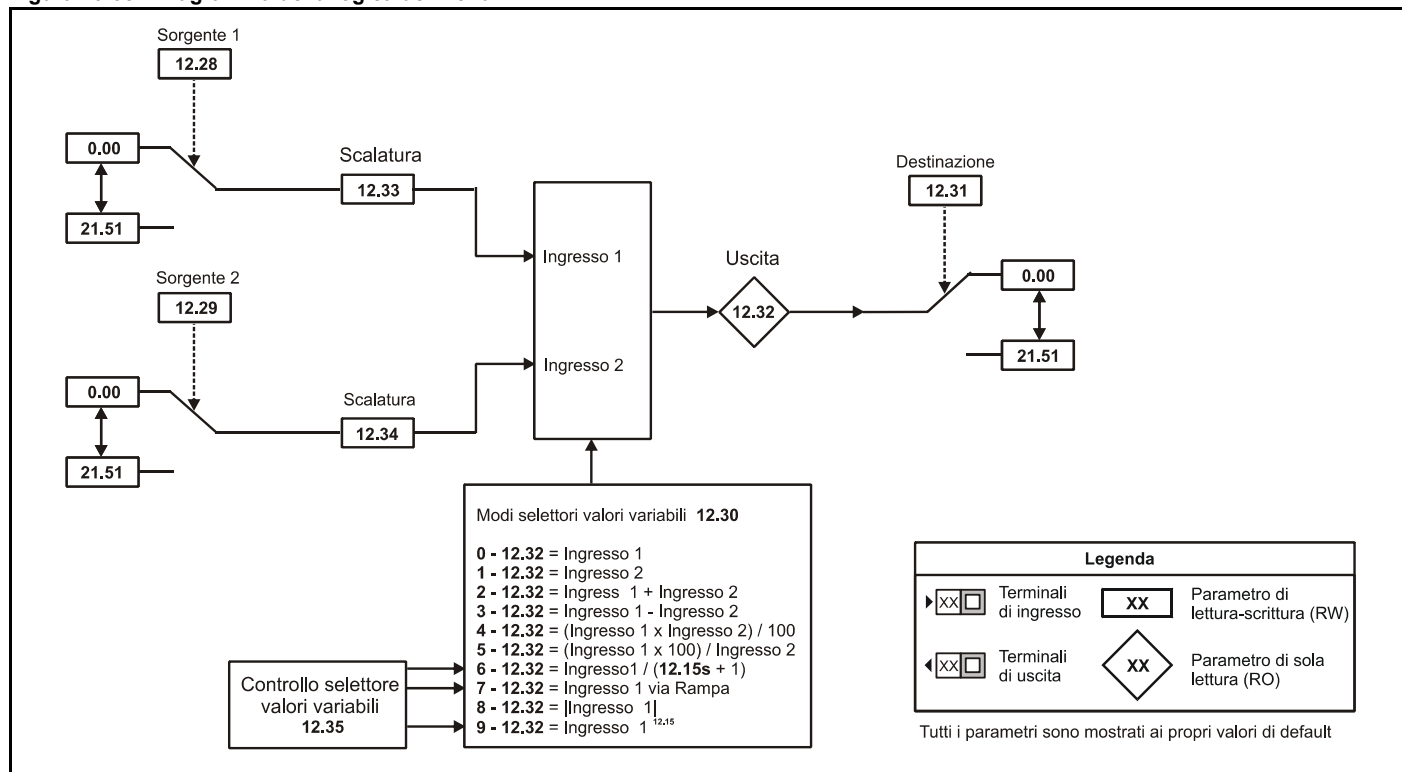 Sorgente 1
12.28
0.00
21.51
Scalatura
12.33
Sorgente 2
12.29
0.00
21.51
Scalatura
12.34
Ingresso 1
Ingresso 2
Uscita
12.32
Destinazione
12.31
0.00
21.51
Modi selettori valori variabili 12.30
0 - 12.32 = Ingresso 1
1 - 12.32 = Ingresso 2
2 - 12.32 = Ingress 1 + Ingresso 2
3 - 12.32 = Ingresso 1 - Ingresso 2
4 - 12.32 = (Ingresso 1 x Ingresso 2) / 100
5 - 12.32 = (Ingresso 1 x 100) / Ingresso 2
6 - 12.32 = Ingresso1 / (12.15s + 1)
7 - 12.32 = Ingresso 1 via Rampa
8 - 12.32 = |Ingresso 1|
9 - 12.32 = Ingresso 1 12.15
Controllo selettore
valori variabili
12.35
Legenda
XX
Terminali
di ingresso
XX
Parametro di
lettura-scrittura (RW)
XX
Terminali
di uscita
XX
Parametro di sola
lettura (RO)
Tutti i parametri sono mostrati ai propri valori di default